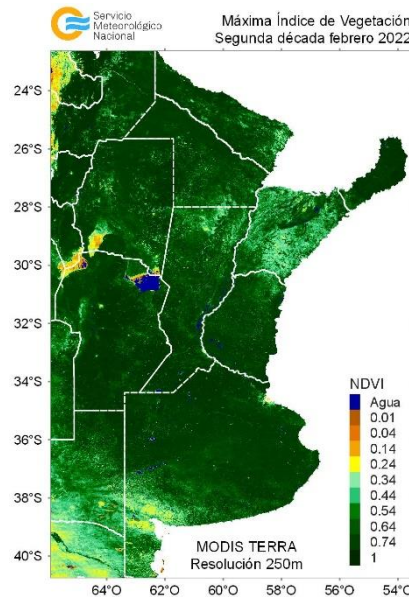 Servicio
Meteorológico
Nacional
Máxima Índice de Vegetación
Segunda década febrero 2022
24°S
26°S
28°S
30°S
32°S
34°S
36°S
38°S
40°S
NDVI
Agua
0.01
0.04
0.14
0.24
0.34
0.44
0.54
0.64
0.74
1
MODIS TERRA
Resolución 250m
64°O 62°O 60°O 58°O 56°O 54°O